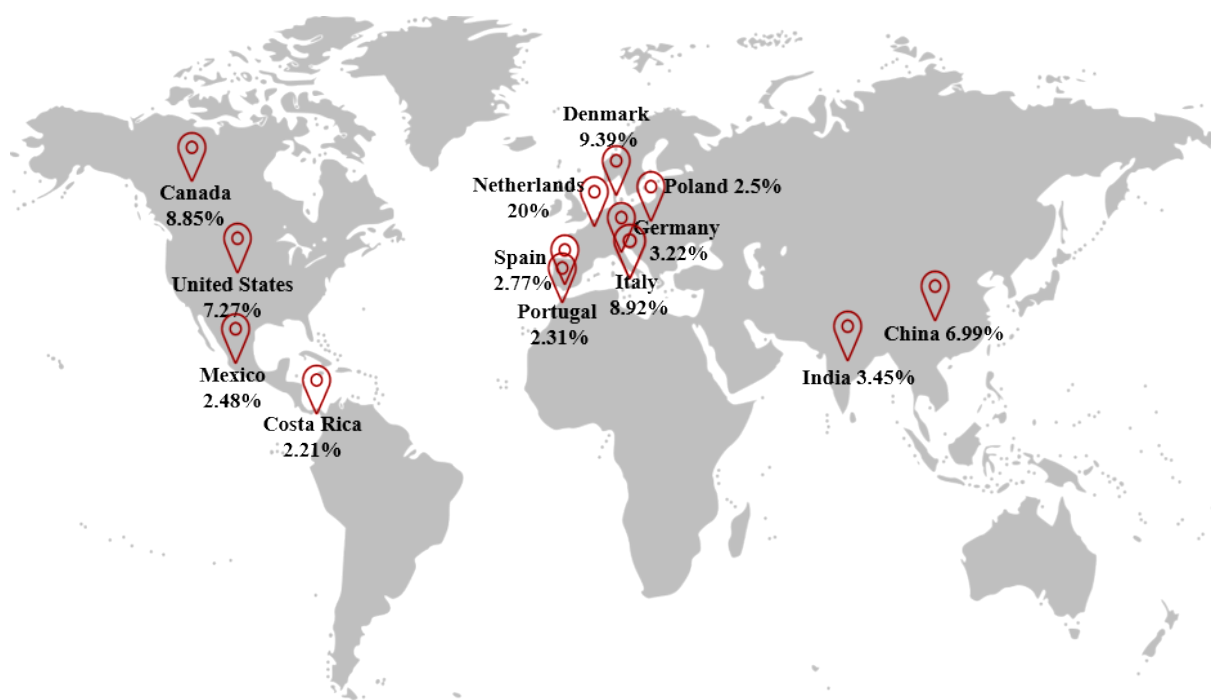 Denmark
9.39%
Canada
8.85%
Netherlands
20%
Poland 2.5%
Germany
3.22%
United States
7.27%
Spain
2.77%
Italy
8.92%
Portugal
2.31%
China 6.99%
India 3.45%
Mexico
2.48%
Costa Rica
2.21%